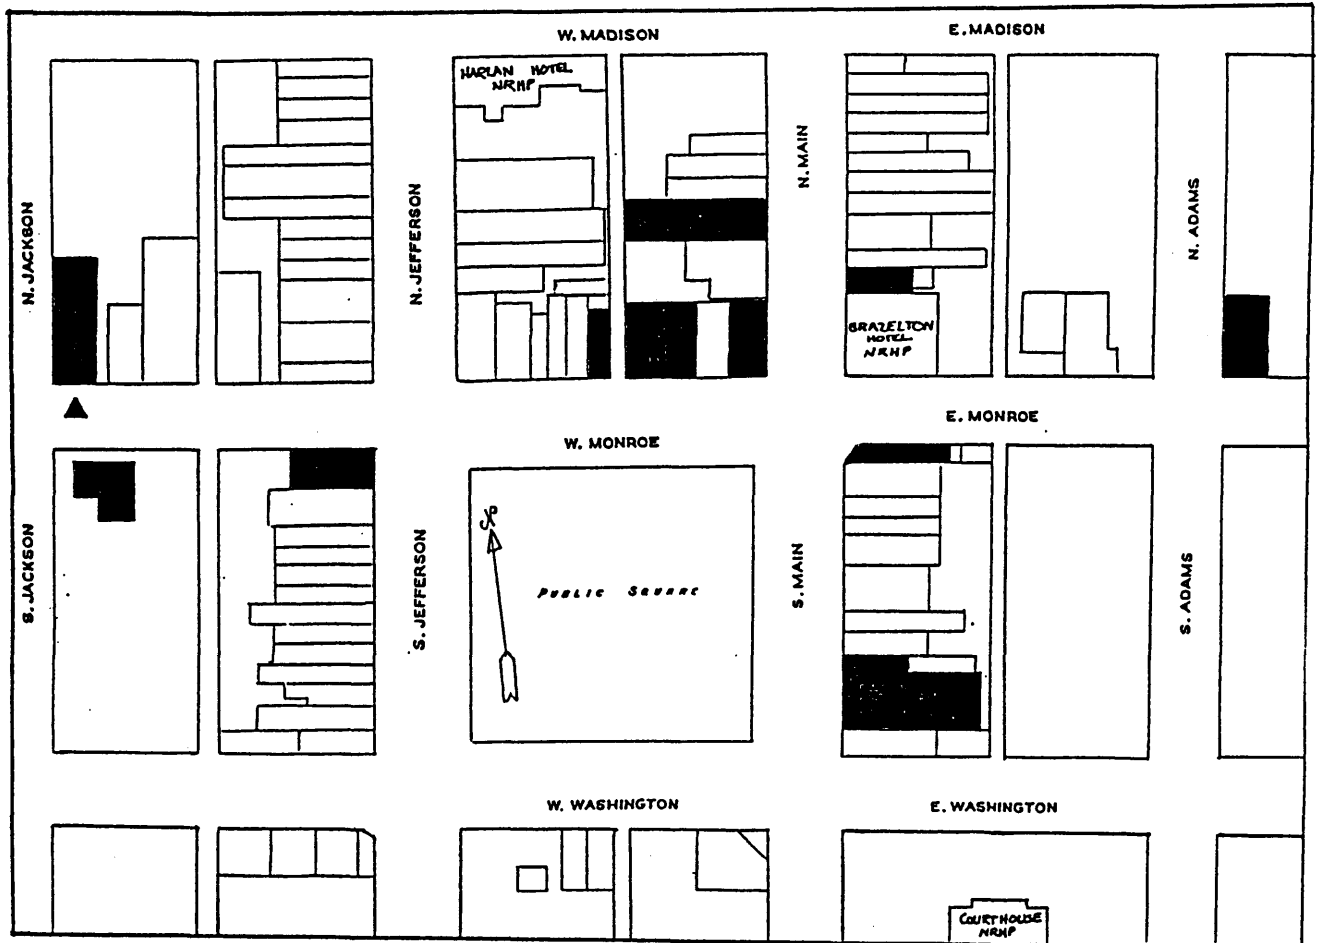 W. MADISON
E. MADISON
HARLAN HOTEL
NRHP
N. JACKSON
N. JEFFERSON
N. MAIN
N. ADAMS
BRAZELTON
HOTEL
NRHP
W. MONROE
E. MONROE
S. JACKSON
S. JEFFERSON
N
PUBLIC SQUARE
S. MAIN
S. ADAMS
W. WASHINGTON
E. WASHINGTON
COURTHOUSE
NRHP